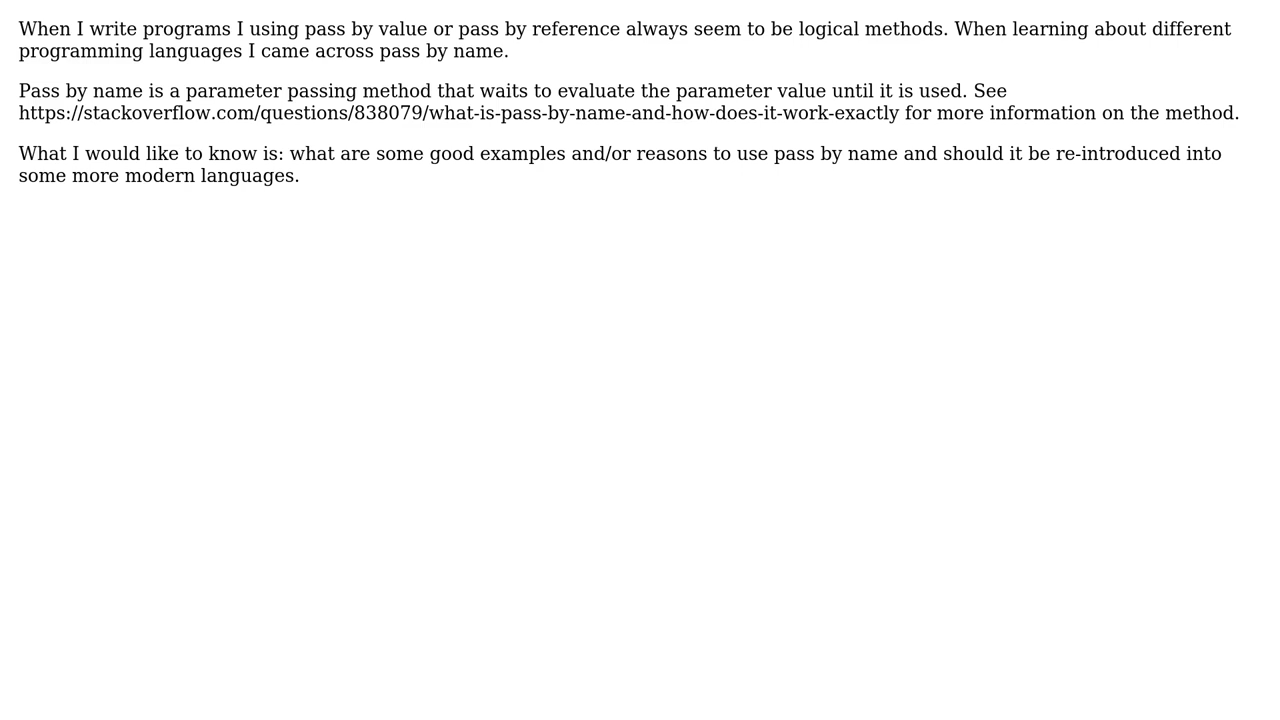 When I write programs I using pass by value or pass by reference always seem to be logical methods. When learning about different
programming languages I came across pass by name.
Pass by name is a parameter passing method that waits to evaluate the parameter value until it is used. See
https://stackoverflow.com/questions/838079/what-is-pass-by-name-and-how-does-it-work-exactly for more information on the method.
What I would like to know is: what are some good examples and/or reasons to use pass by name and should it be re-introduced into
some more modern languages.